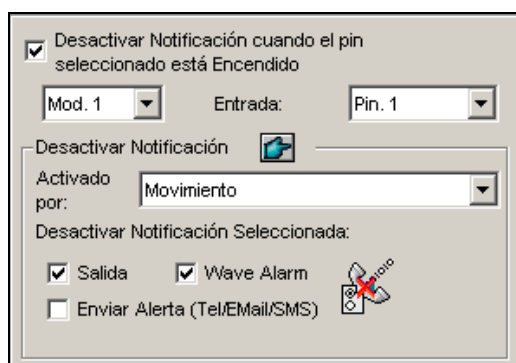 Desactivar Notificación cuando el pin
seleccionado está Encendido
Mod. 1 Entrada: Pin. 1
Desactivar Notificación
Activado por: Movimiento
Desactivar Notificación Seleccionada:
Salida Wave Alarm
Enviar Alerta (Tel/EMail/SMS)